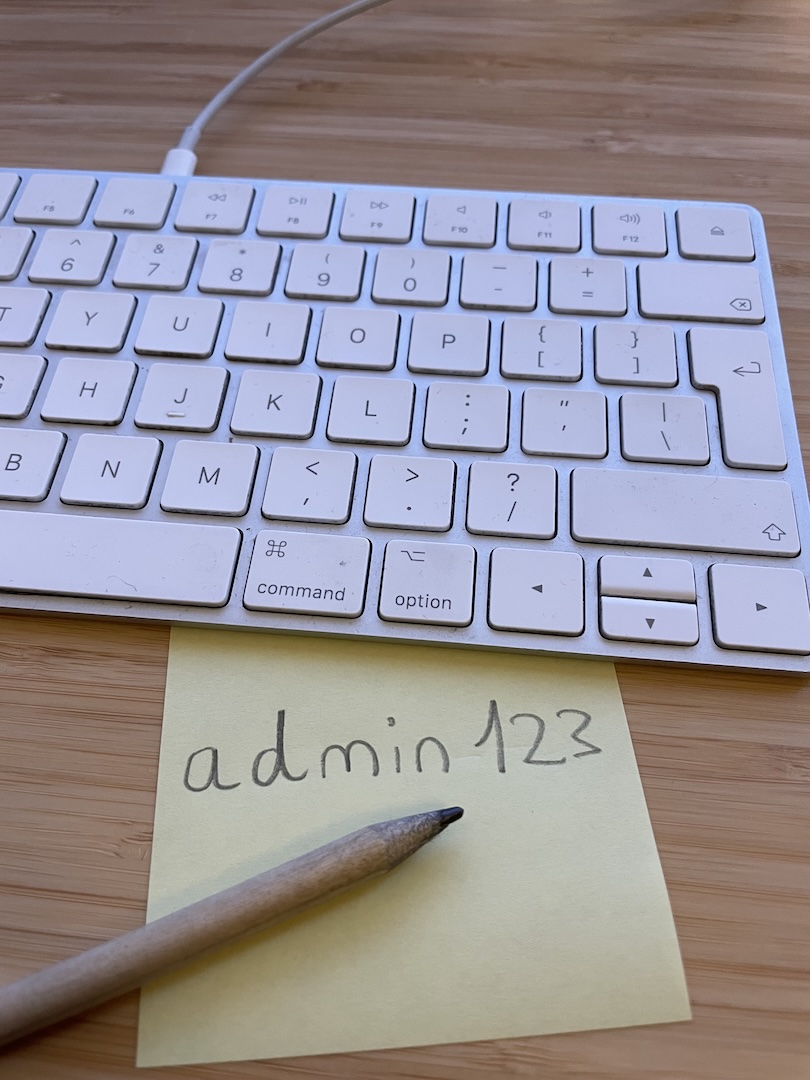 F5 F6 F7 F8 F9 F10 F11 F12
^ & * ( ) _ +
6 7 8 9 0 - =
T Y U I O P { }
[ ]
G H J K L : " |
; ' \
B N M < > ?
, . /
⌘ ⌥
command option
admin123